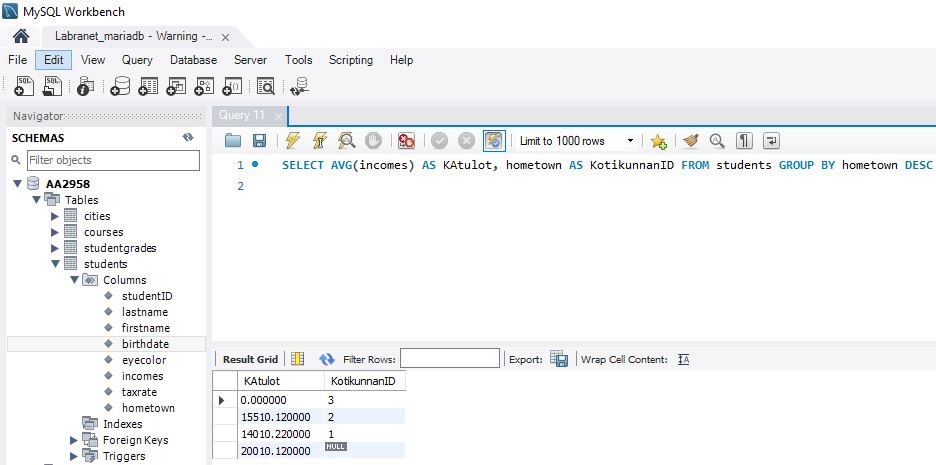 MySQL Workbench
Labranet_mariadb - Warning -...
File Edit View Query Database Server Tools Scripting Help
Navigator
SCHEMAS
Filter objects
AA2958
Tables
cities
courses
studentgrades
students
Columns
studentID
lastname
firstname
birthdate
eyecolor
incomes
taxrate
hometown
Indexes
Foreign Keys
Triggers
Query 11
Limit to 1000 rows
1 SELECT AVG(incomes) AS KAtulot, hometown AS KotikunnanID FROM students GROUP BY hometown DESC
2
Result Grid Filter Rows: Export: Wrap Cell Content:
KAtulot KotikunnanID
0.000000 3
15510.120000 2
14010.220000 1
20010.120000 NULL